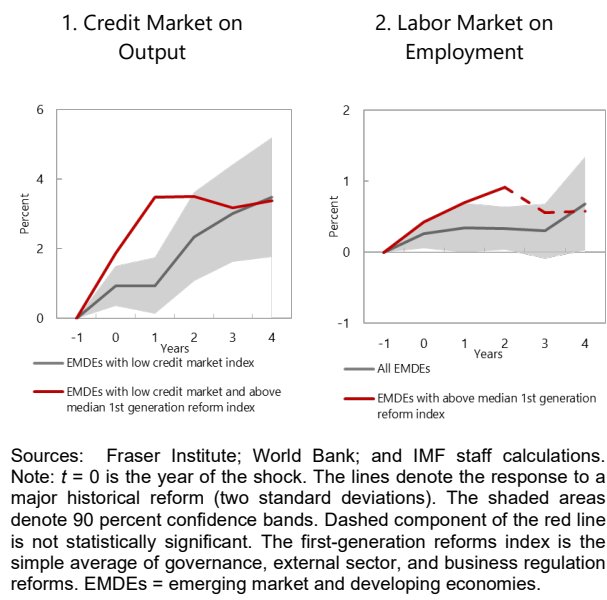 1. Credit Market on
Output
2. Labor Market on
Employment
6
4
2
0
Percent
-1 0 1 2 3 4
Years
EMDEs with low credit market index
EMDEs with low credit market and above
median 1st generation reform index
2
1
0
-1
Percent
-1 0 1 2 3 4
Years
All EMDEs
EMDEs with above median 1st generation
reform index
Sources: Fraser Institute; World Bank; and IMF staff calculations.
Note: t = 0 is the year of the shock. The lines denote the response to a
major historical reform (two standard deviations). The shaded areas
denote 90 percent confidence bands. Dashed component of the red line
is not statistically significant. The first-generation reforms index is the
simple average of governance, external sector, and business regulation
reforms. EMDEs = emerging market and developing economies.